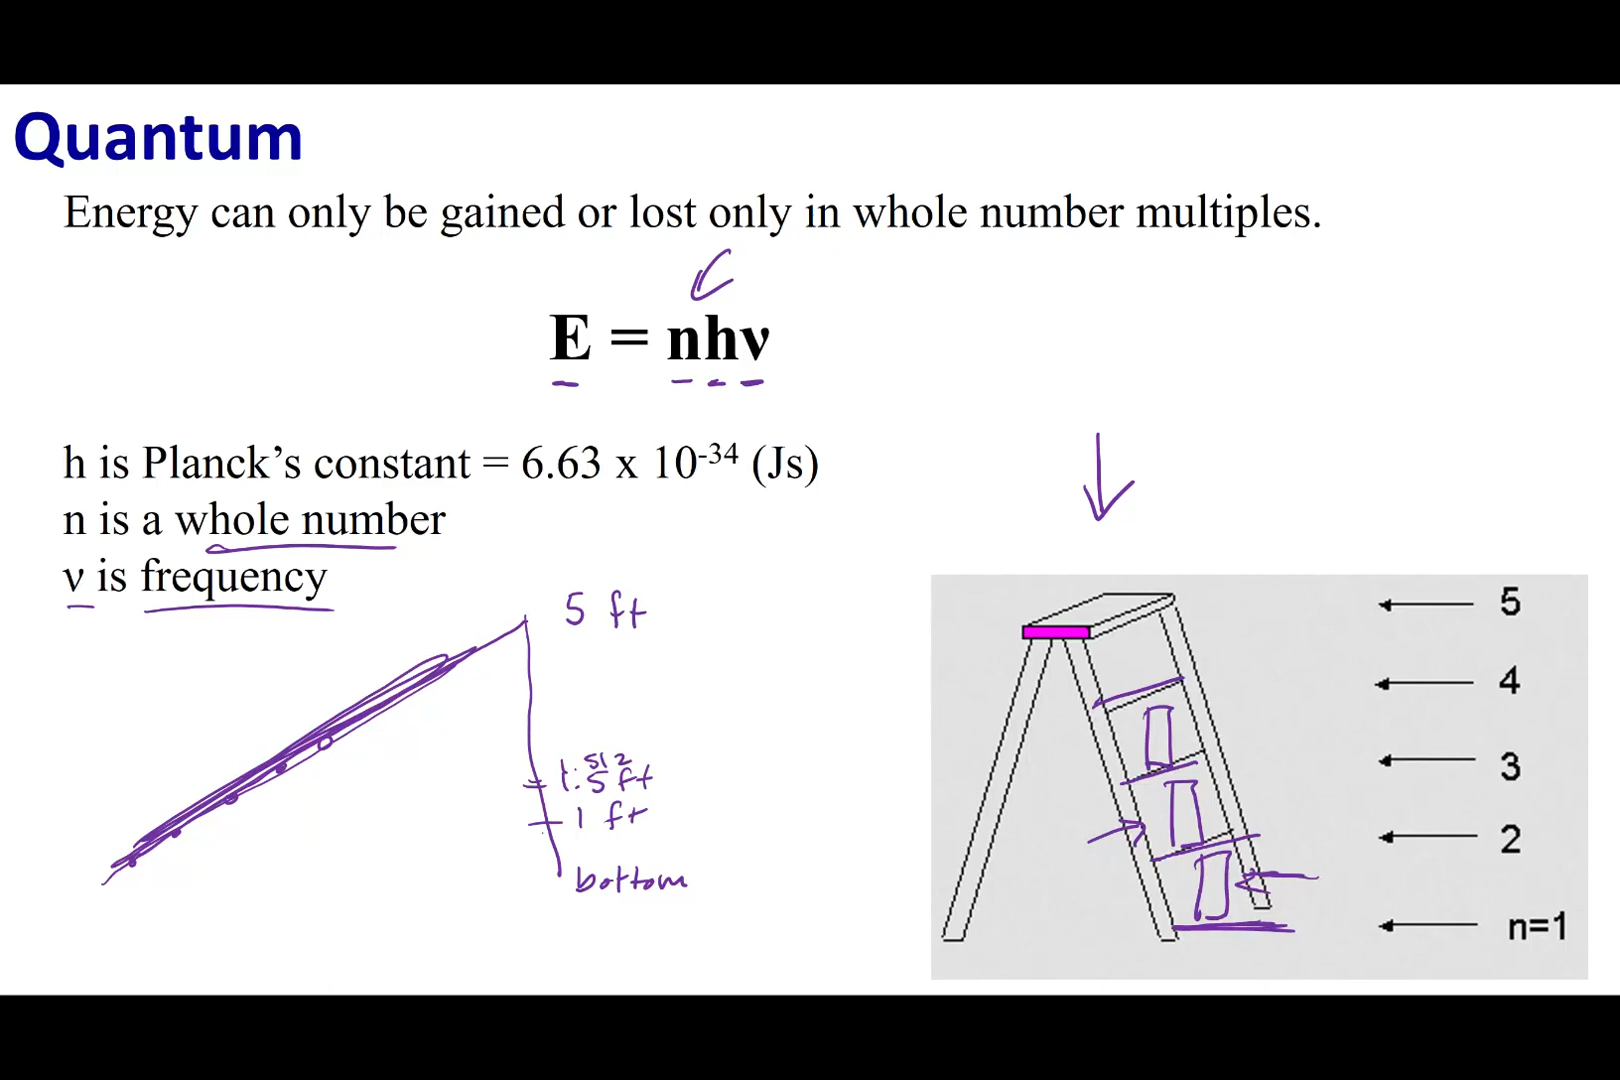 Quantum
Energy can only be gained or lost only in whole number multiples.
E = nhν
h is Planck’s constant = 6.63 x 10⁻³⁴ (Js)
n is a whole number
ν is frequency
5 ft
1.512
1.5 ft
1 ft
bottom
5
4
3
2
n=1